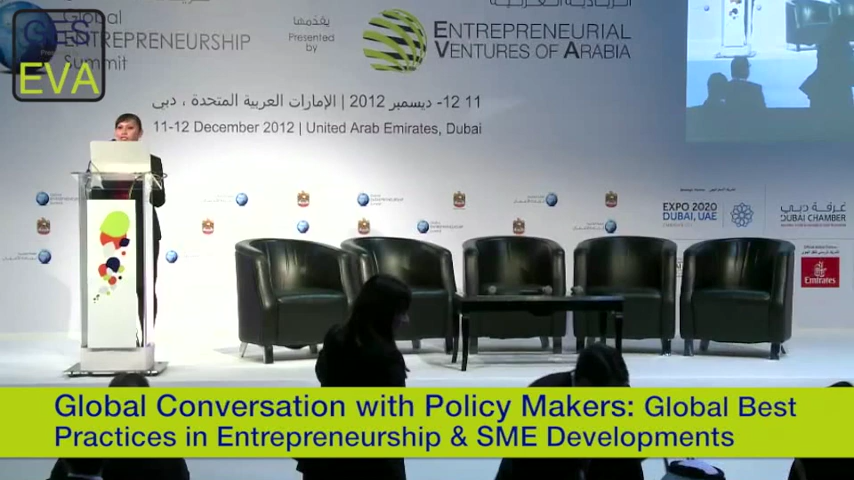 GES
EVA
Global
ENTREPRENEURSHIP
Summit
يقدمها
Presented
by
ENTREPRENEURIAL
VENTURES OF ARABIA
11 12- ديسمبر 2012 | الإمارات العربية المتحدة ، دبي
11-12 December 2012 | United Arab Emirates, Dubai
EXPO 2020
DUBAI, UAE
غرفة دبي
DUBAI CHAMBER
Emirates
Global Conversation with Policy Makers: Global Best
Practices in Entrepreneurship & SME Developments